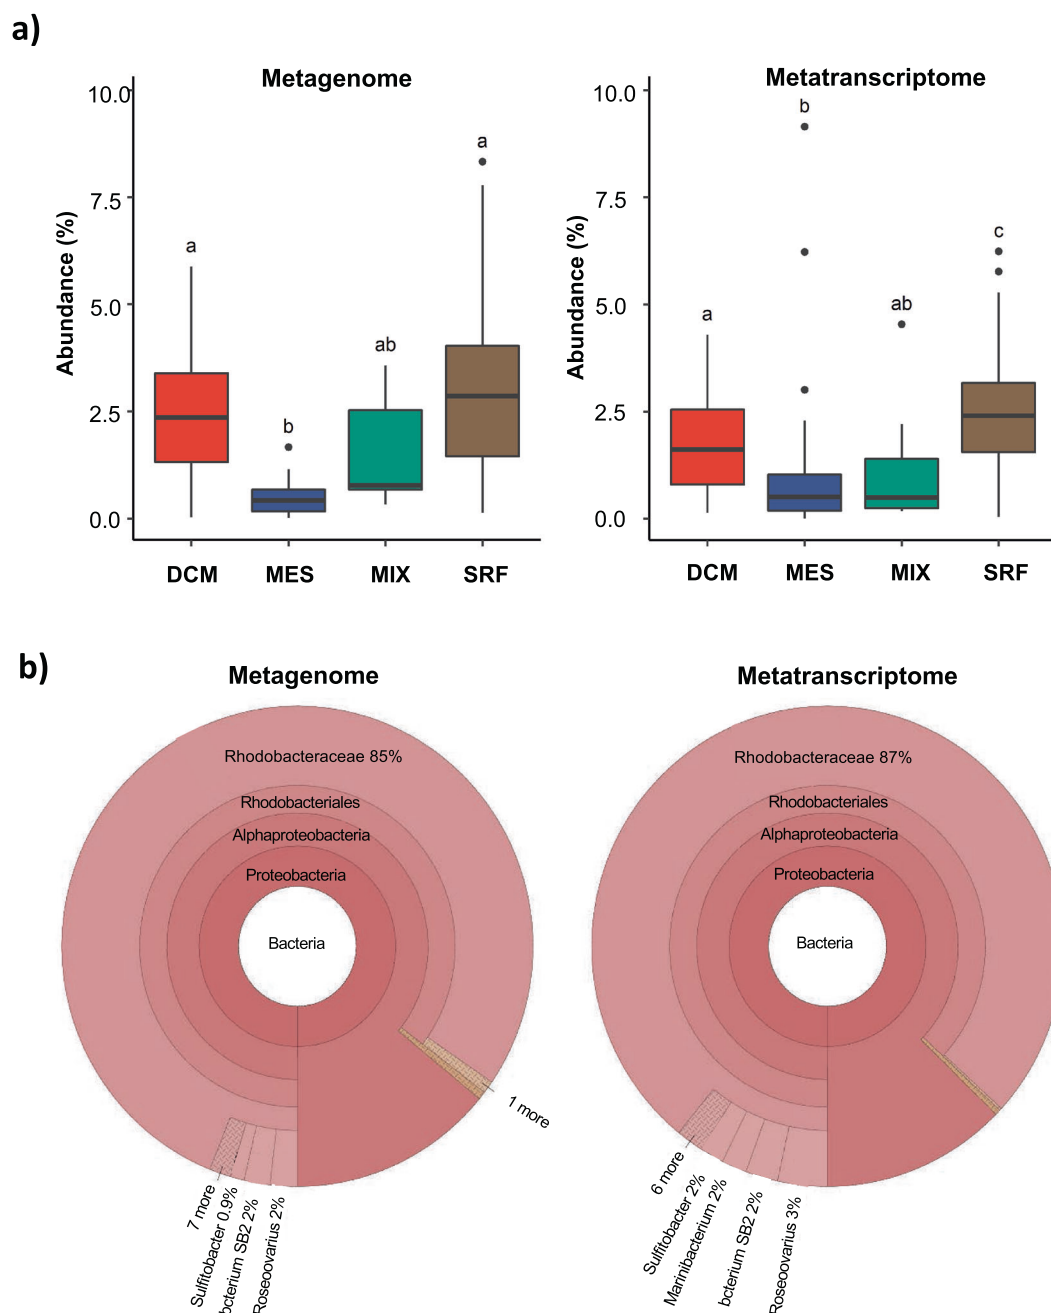 a)
Metagenome
Abundance (%)
10.0
7.5
5.0
2.5
0.0
a
b
ab
a
DCM MES MIX SRF
Metatranscriptome
Abundance (%)
10.0
7.5
5.0
2.5
0.0
a
b
ab
c
DCM MES MIX SRF
b)
Metagenome
Rhodobacteraceae 85%
Rhodobacteriales
Alphaproteobacteria
Proteobacteria
Bacteria
1 more
7 more
Sulfitobacter 0.9%
bcterium SB2 2%
Roseoovarius 2%
Metatranscriptome
Rhodobacteraceae 87%
Rhodobacteriales
Alphaproteobacteria
Proteobacteria
Bacteria
6 more
Sulfitobacter 2%
Marinibacterium 2%
bcterium SB2 2%
Roseoovarius 3%